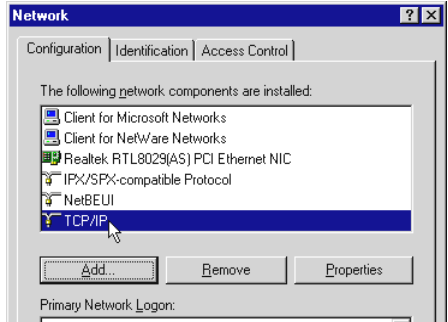 Network
Configuration Identification Access Control
The following network components are installed:
Client for Microsoft Networks
Client for NetWare Networks
Realtek RTL8029(AS) PCI Ethernet NIC
IPX/SPX-compatible Protocol
NetBEUI
TCP/IP
Add... Remove Properties
Primary Network Logon: